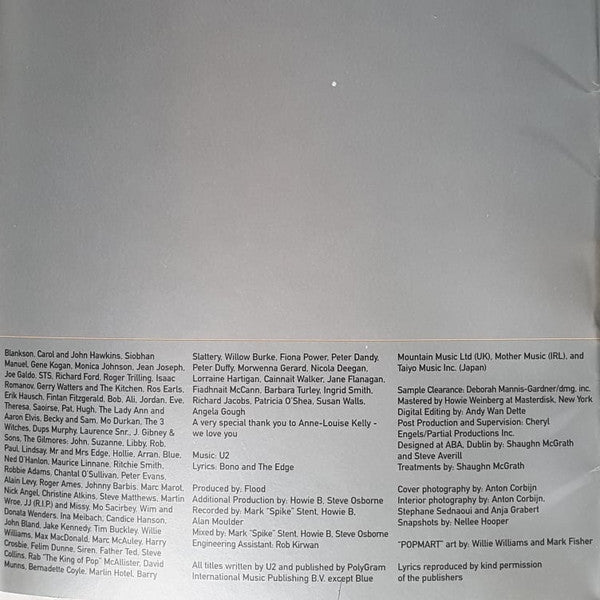 Blankson, Carol and John Hawkins, Siobhan
Manuel, Gene Kogan, Monica Johnson, Jean Joseph,
Joe Galdo, STS, Richard Ford, Roger Trilling, Isaac
Romanov, Gerry Watters and The Kitchen, Ros Earls,
Erik Hausch, Fintan Fitzgerald, Bob, Ali, Jordan, Eve,
Theresa, Saoirse, Pat, Hugh, The Lady Ann and
Aaron Elvis, Becky and Sam, Mo Durkan, The 3
Witches, Dups Murphy, Laurence Snr., J. Gibney &
Sons, The Gilmores: John, Suzanne, Libby, Rob,
Paul, Lindsay, Mr and Mrs Edge, Hollie, Arran, Blue,
Ned O'Hanlon, Maurice Linnane, Ritchie Smith,
Robbie Adams, Chantal O'Sullivan, Peter Evans,
Alain Levy, Roger Ames, Johnny Barbis, Marc Marot,
Nick Angel, Christine Atkins, Steve Matthews, Martin
Wroe, JJ (R.I.P) and Missy, Mo Sacirbey, Wim and
Donata Wenders, Ina Meibach, Candice Hanson,
John Bland, Jake Kennedy, Tim Buckley, Willie
Williams, Max MacDonald, Marc McAuley, Harry
Crosbie, Felim Dunne, Siren, Father Ted, Steve
Collins, Rab "The King of Pop" McAllister, David
Munns, Bernadette Coyle, Marlin Hotel, Barry
Slattery, Willow Burke, Fiona Power, Peter Dandy,
Peter Duffy, Morwenna Gerard, Nicola Deegan,
Lorraine Hartigan, Cainnait Walker, Jane Flanagan,
Fiadhnait McCann, Barbara Turley, Ingrid Smith,
Richard Jacobs, Patricia O'Shea, Susan Walls,
Angela Gough
A very special thank you to Anne-Louise Kelly -
we love you
Music: U2
Lyrics: Bono and The Edge
Produced by: Flood
Additional Production by: Howie B, Steve Osborne
Recorded by: Mark "Spike" Stent, Howie B,
Alan Moulder
Mixed by: Mark "Spike" Stent, Howie B, Steve Osborne
Engineering Assistant: Rob Kirwan
All titles written by U2 and published by PolyGram
International Music Publishing B.V. except Blue
Mountain Music Ltd (UK), Mother Music (IRL), and
Taiyo Music Inc. (Japan)
Sample Clearance: Deborah Mannis-Gardner/dmg, inc.
Mastered by Howie Weinberg at Masterdisk, New York
Digital Editing by: Andy Wan Dette
Post Production and Supervision: Cheryl
Engels/Partial Productions Inc.
Designed at ABA, Dublin by: Shaughn McGrath
and Steve Averill
Treatments by: Shaughn McGrath
Cover photography by: Anton Corbijn
Interior photography by: Anton Corbijn,
Stephane Sednaoui and Anja Grabert
Snapshots by: Nellee Hooper
"POPMART" art by: Willie Williams and Mark Fisher
Lyrics reproduced by kind permission
of the publishers